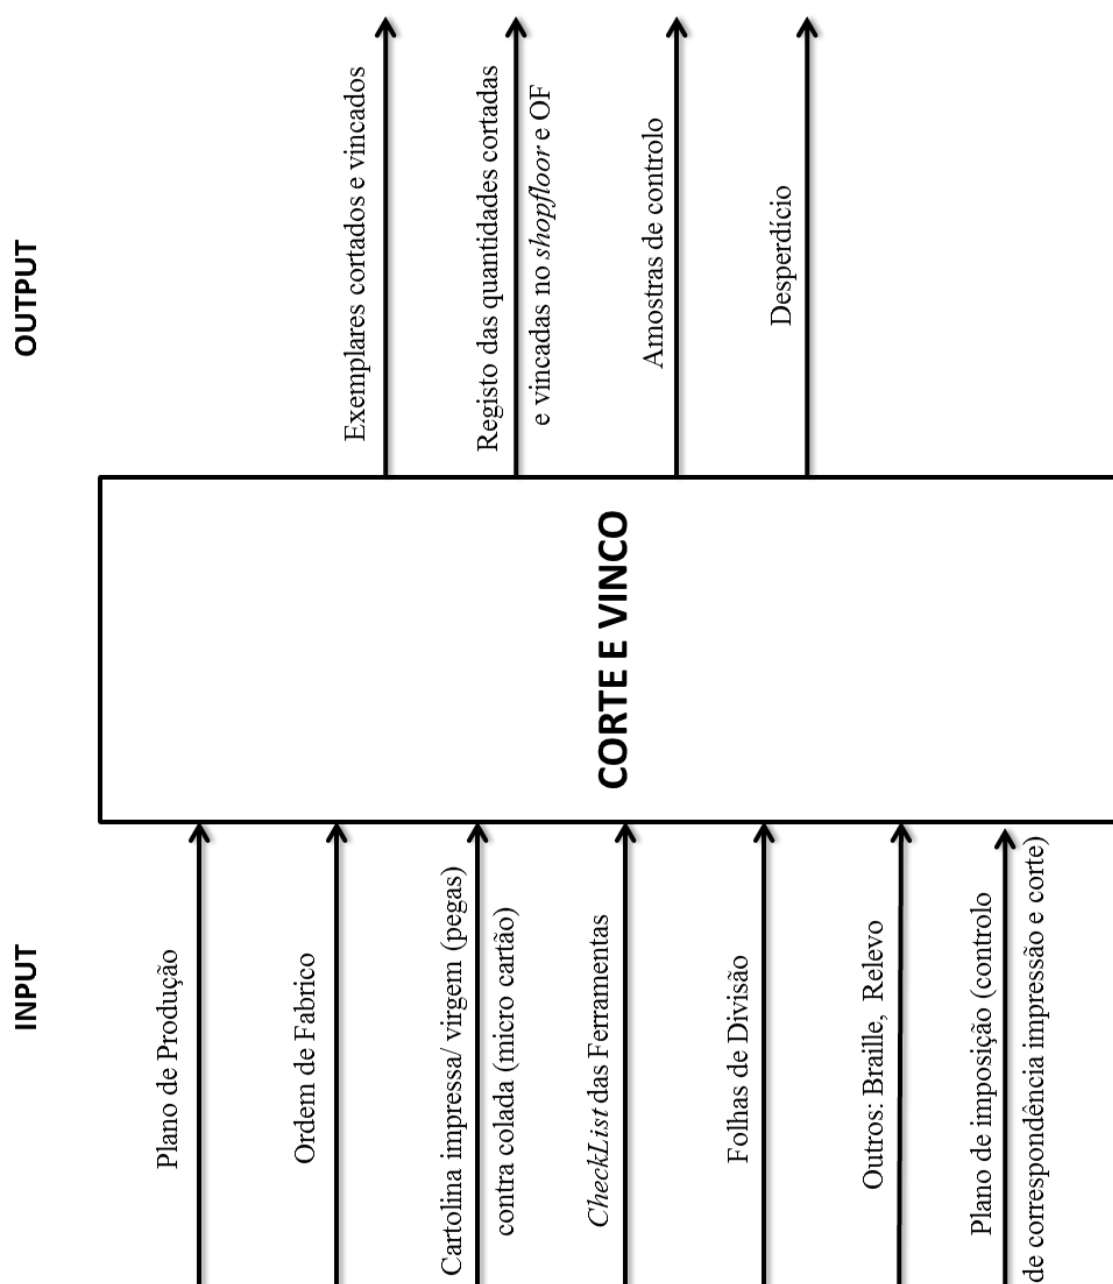 INPUT
OUTPUT
Plano de Produção
Ordem de Fabrico
Cartolina impressa/ virgem (pegas)
contra colada (micro cartão)
CheckList das Ferramentas
Folhas de Divisão
Outros: Braille, Relevo
Plano de imposição (controlo
de correspondência impressão e corte)
CORTE E VINCO
Exemplares cortados e vincados
Registo das quantidades cortadas
e vincadas no shopfloor e OF
Amostras de controlo
Desperdício